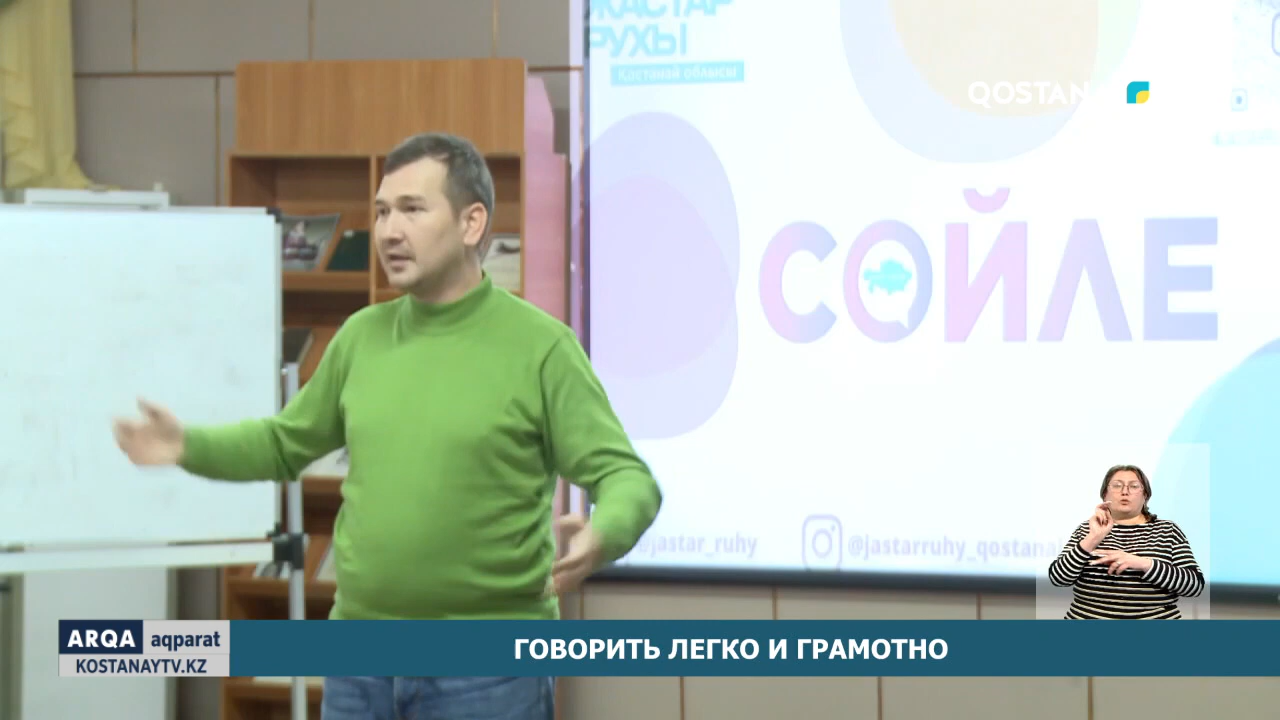 ЖАСТАР
РУХЫ
Қостанай облысы
QOSTAN
СӨЙЛЕ
@jastar_ruhy
@jastarruhy_qostanai
ARQA aqparat
KOSTANAYTV.KZ
ГОВОРИТЬ ЛЕГКО И ГРАМОТНО